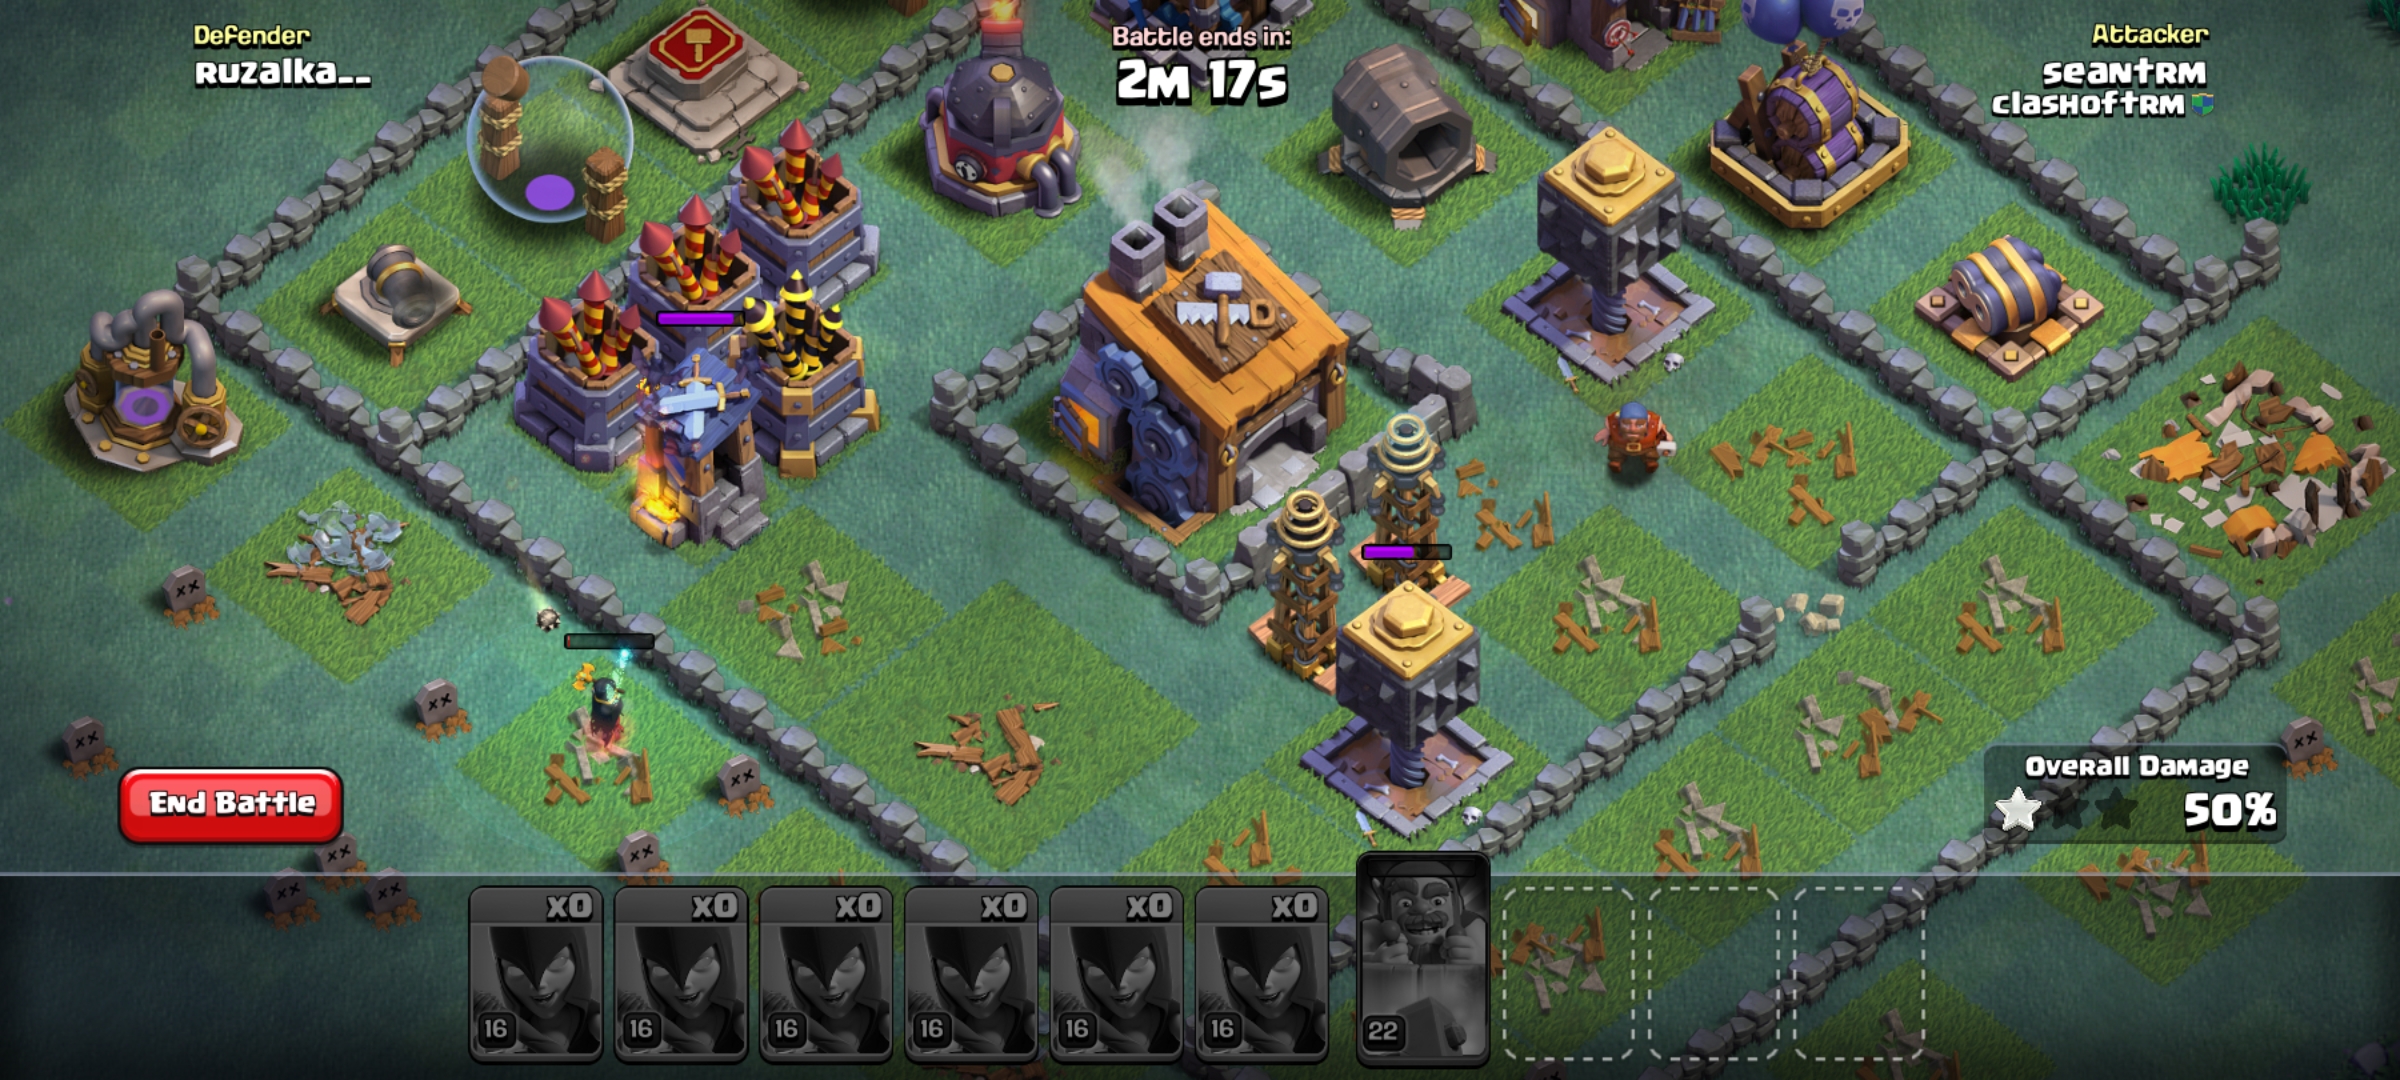 Defender
Ruzalka__
Battle ends in:
2M 17S
Attacker
seantRM
clashoftRM
End Battle
Overall Damage
50%
x0
x0
x0
x0
x0
x0
16
16
16
16
16
16
22